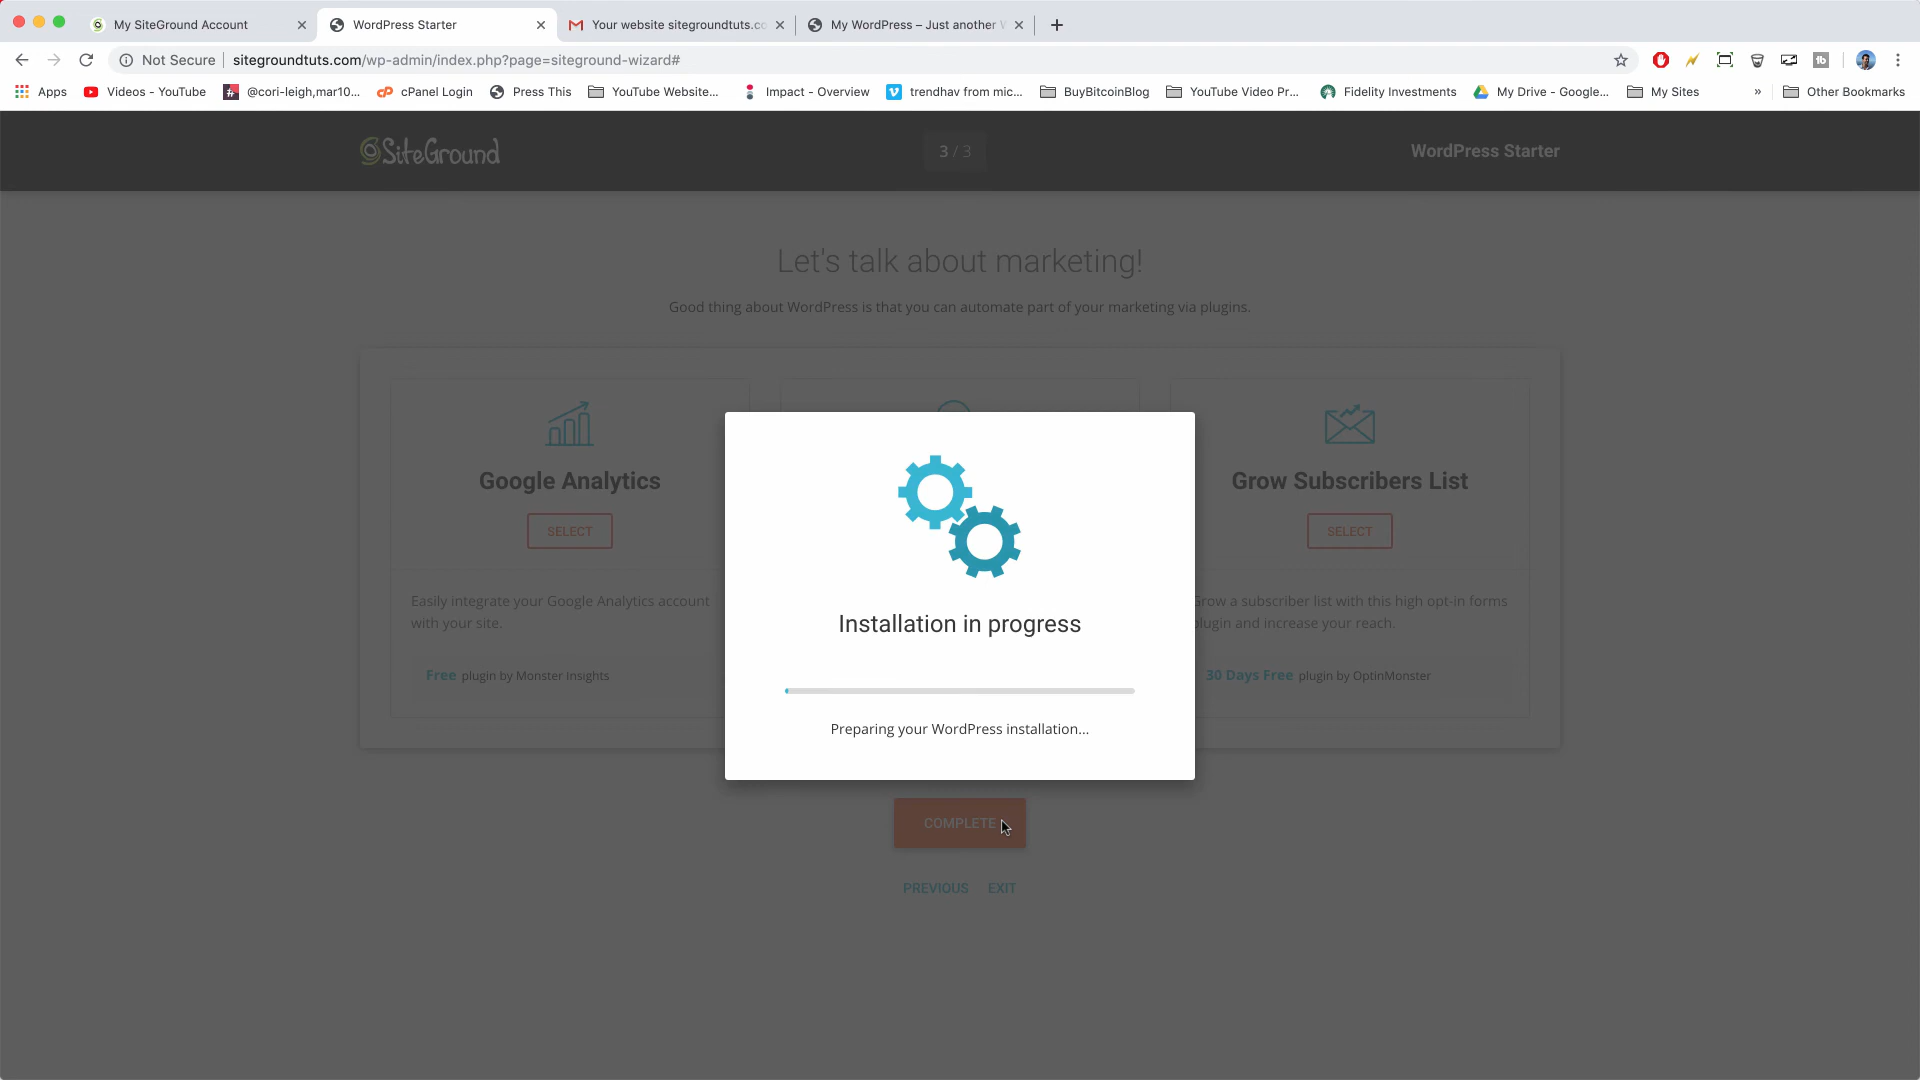 My SiteGround Account
WordPress Starter
Your website sitegroundtuts.co
My WordPress – Just another W
Not Secure
sitegroundtuts.com/wp-admin/index.php?page=siteground-wizard#
Apps
Videos - YouTube
@cori-leigh,mar10...
cPanel Login
Press This
YouTube Website...
Impact - Overview
trendhav from mic...
BuyBitcoinBlog
YouTube Video Pr...
Fidelity Investments
My Drive - Google...
My Sites
»
Other Bookmarks
SiteGround
3 / 3
WordPress Starter
Let's talk about marketing!
Good thing about WordPress is that you can automate part of your marketing via plugins.
Google Analytics
SELECT
Easily integrate your Google Analytics account
with your site.
Free plugin by Monster Insights
Installation in progress
Preparing your WordPress installation...
Grow Subscribers List
SELECT
Grow a subscriber list with this high opt-in forms
plugin and increase your reach.
30 Days Free plugin by OptinMonster
COMPLETE
PREVIOUS
EXIT